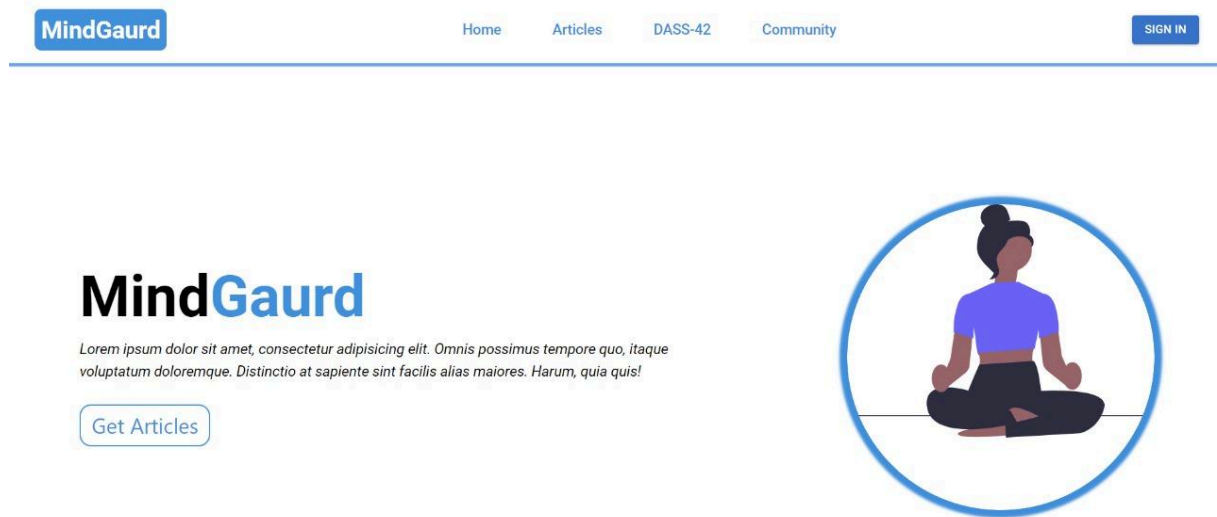 MindGaurd
Home Articles DASS-42 Community
SIGN IN
MindGaurd
Lorem ipsum dolor sit amet, consectetur adipisicing elit. Omnis possimus tempore quo, itaque
voluptatum doloremque. Distinctio at sapiente sint facilis alias maiores. Harum, quia quis!
Get Articles